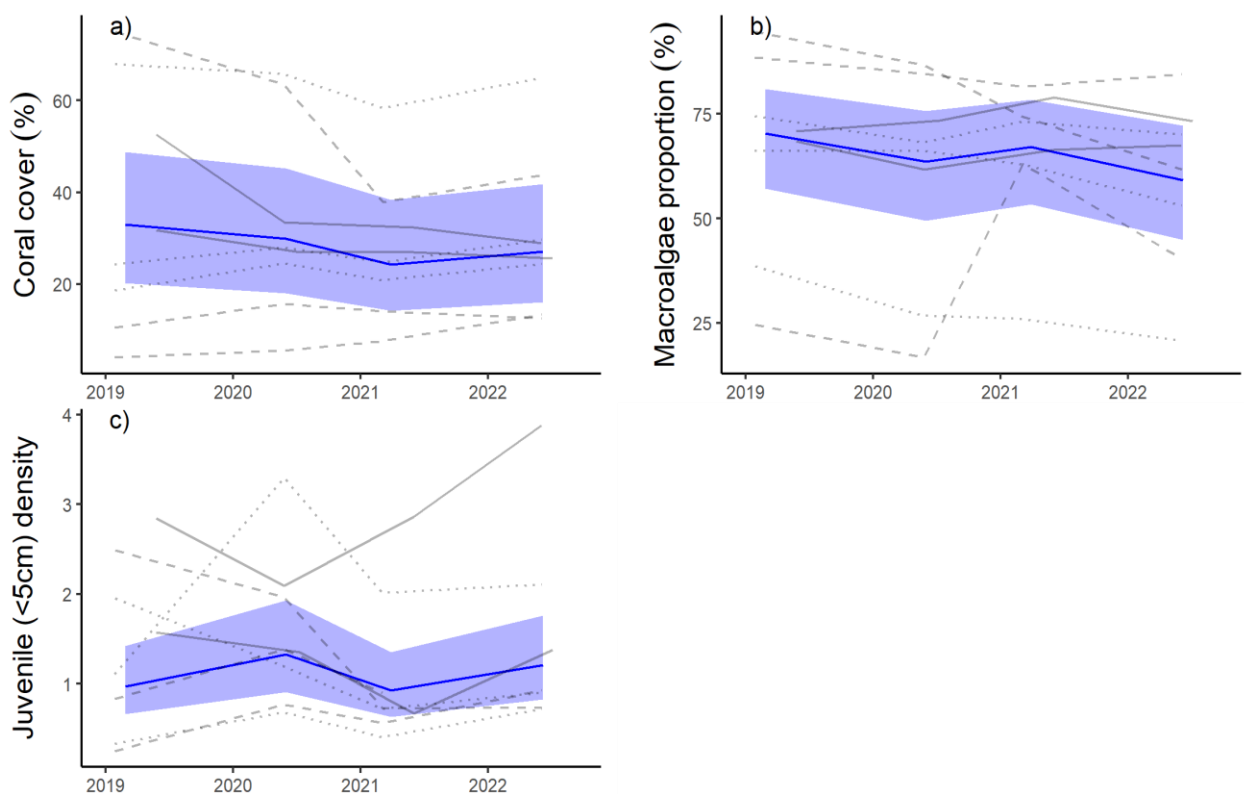 a)
Coral cover (%)
60
40
20
2019 2020 2021 2022
b)
Macroalgae proportion (%)
75
50
25
2019 2020 2021 2022
c)
Juvenile (<5cm) density
4
3
2
1
2019 2020 2021 2022